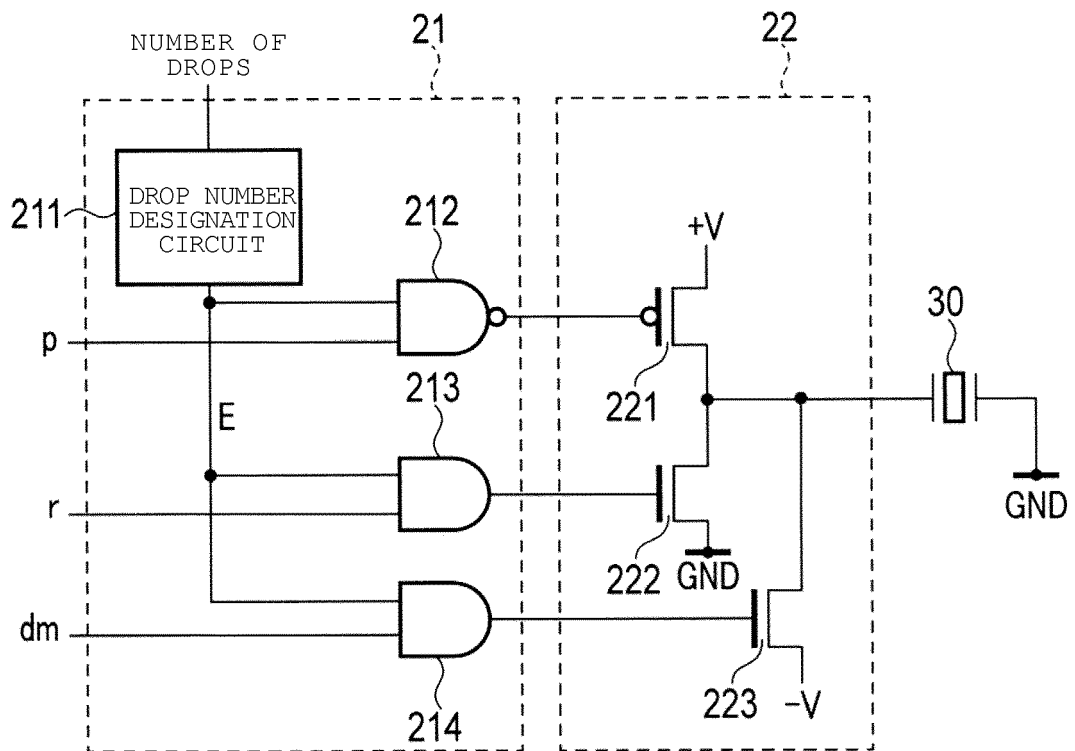 21
22
NUMBER OF
DROPS
211
DROP NUMBER
DESIGNATION
CIRCUIT
212
+V
30
p
221
213
E
r
GND
222
GND
dm
214
223
-V